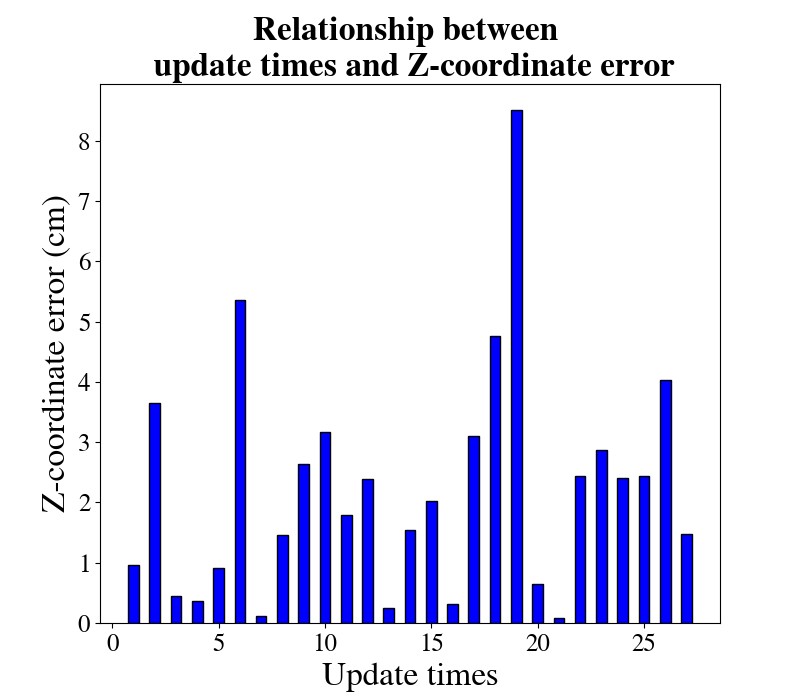 Relationship between
update times and Z-coordinate error
Z-coordinate error (cm)
8
7
6
5
4
3
2
1
0
0 5 10 15 20 25
Update times